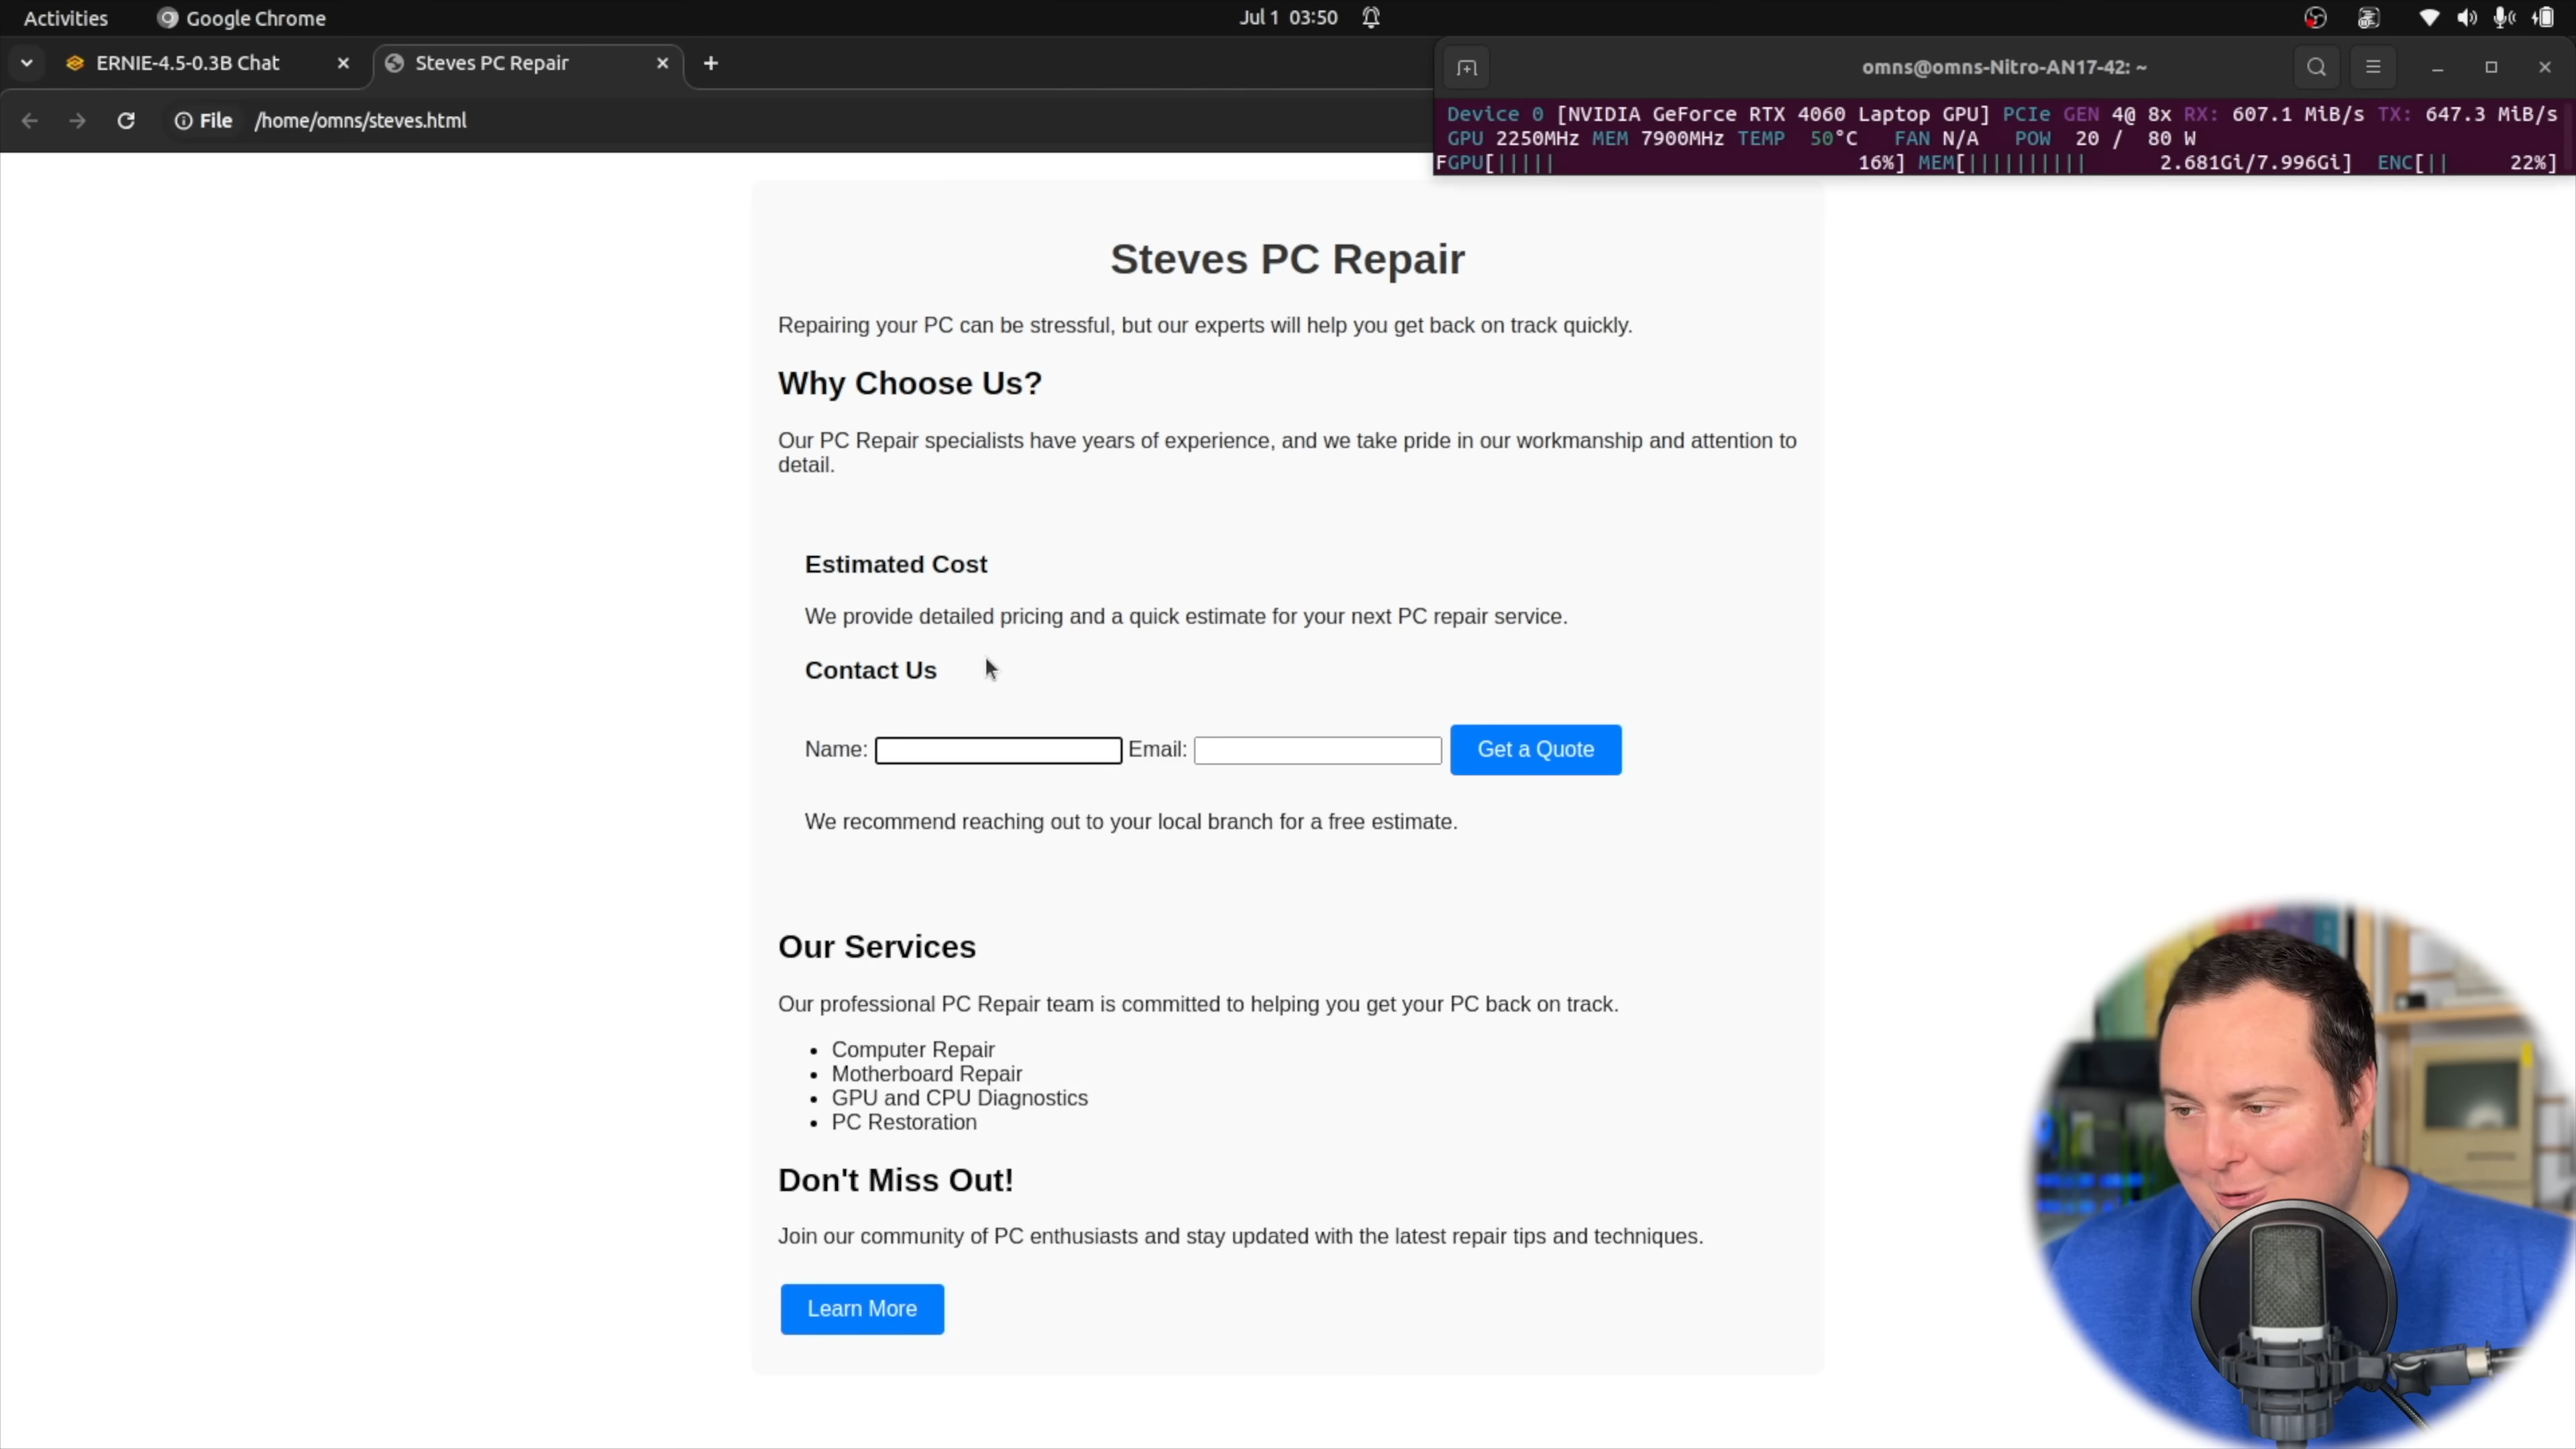 Activities
Google Chrome
Jul 1 03:50
ERNIE-4.5-0.3B Chat
Steves PC Repair
omns@omns-Nitro-AN17-42: ~
File /home/omns/steves.html
Device 0 [NVIDIA GeForce RTX 4060 Laptop GPU] PCIe GEN 4@ 8x RX: 607.1 MiB/s TX: 647.3 MiB/s
GPU 2250MHz MEM 7900MHz TEMP 50°C FAN N/A POW 20 / 80 W
FGPU[||||| 16%] MEM[|||||||||| 2.681Gi/7.996Gi] ENC[|| 22%]
Steves PC Repair
Repairing your PC can be stressful, but our experts will help you get back on track quickly.
Why Choose Us?
Our PC Repair specialists have years of experience, and we take pride in our workmanship and attention to
detail.
Estimated Cost
We provide detailed pricing and a quick estimate for your next PC repair service.
Contact Us
Name: Email: Get a Quote
We recommend reaching out to your local branch for a free estimate.
Our Services
Our professional PC Repair team is committed to helping you get your PC back on track.
• Computer Repair
• Motherboard Repair
• GPU and CPU Diagnostics
• PC Restoration
Don't Miss Out!
Join our community of PC enthusiasts and stay updated with the latest repair tips and techniques.
Learn More